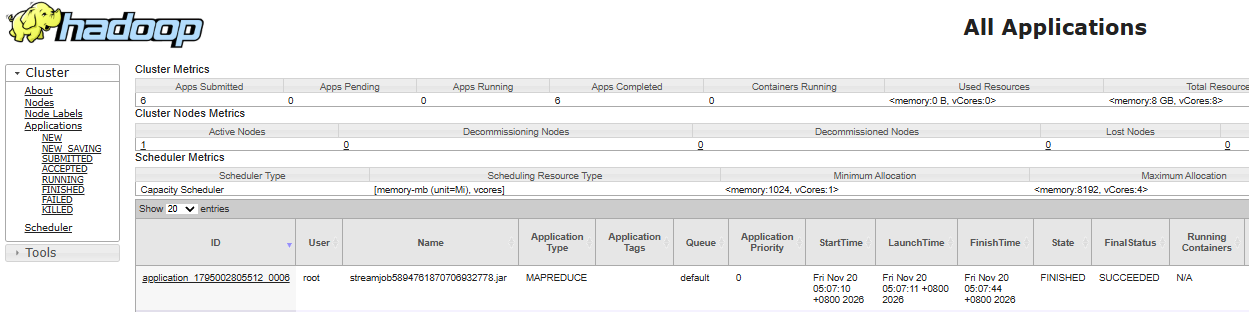 hadoop
All Applications
Cluster
About
Nodes
Node Labels
Applications
NEW
NEW_SAVING
SUBMITTED
ACCEPTED
RUNNING
FINISHED
FAILED
KILLED
Scheduler
Tools
Cluster Metrics
Apps Submitted Apps Pending Apps Running Apps Completed Containers Running Used Resources Total Resourc
6 0 0 6 0 <memory:0 B, vCores:0> <memory:8 GB, vCores:8>
Cluster Nodes Metrics
Active Nodes Decommissioning Nodes Decommissioned Nodes Lost Nodes
1 0 0 0 0
Scheduler Metrics
Scheduler Type Scheduling Resource Type Minimum Allocation Maximum Allocation
Capacity Scheduler [memory-mb (unit=Mi), vcores] <memory:1024, vCores:1> <memory:8192, vCores:4>
Show 20 entries
ID User Name Application Type Application Tags Queue Application Priority StartTime LaunchTime FinishTime State FinalStatus Running Containers
application_1795002805512_0006 root streamjob5894761870706932778.jar MAPREDUCE default 0 Fri Nov 20 05:07:10 +0800 2026 Fri Nov 20 05:07:11 +0800 2026 Fri Nov 20 05:07:44 +0800 2026 FINISHED SUCCEEDED N/A